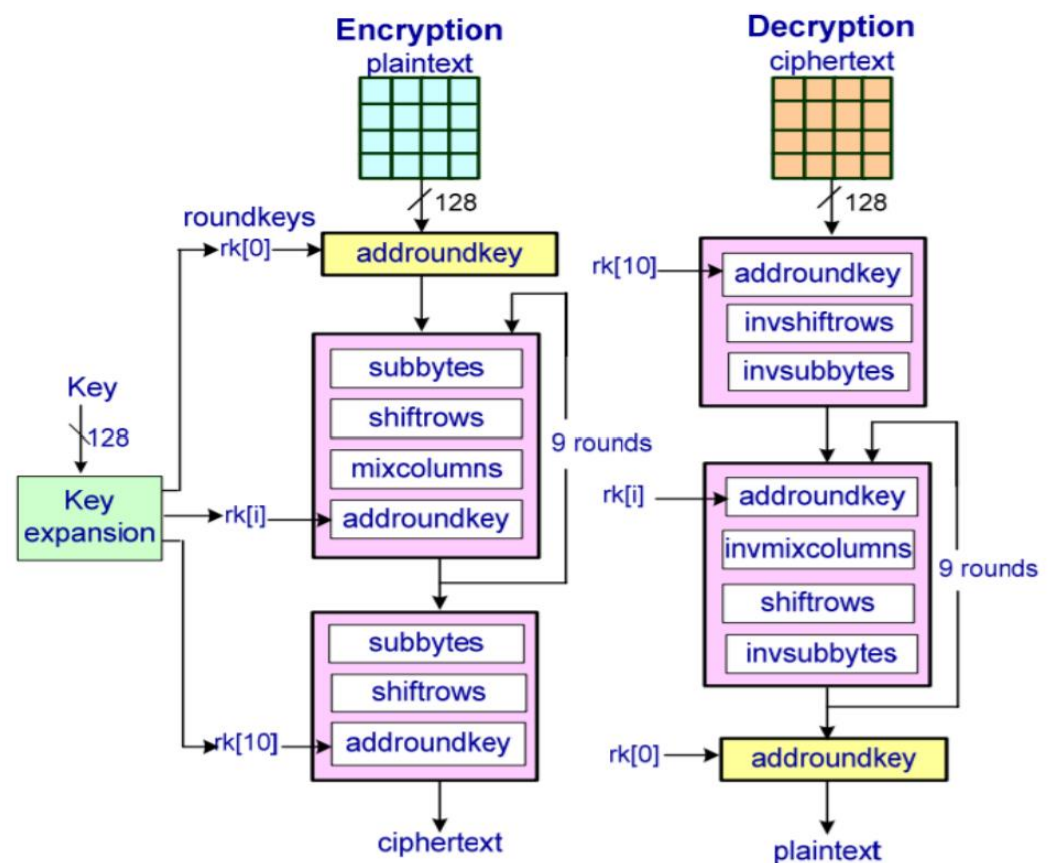 Encryption
plaintext
128
roundkeys
rk[0]
addroundkey
subbytes
shiftrows
mixcolumns
addroundkey
9 rounds
Key
128
Key
expansion
rk[i]
subbytes
shiftrows
addroundkey
rk[10]
ciphertext
Decryption
ciphertext
128
rk[10]
addroundkey
invshiftrows
invsubbytes
rk[i]
addroundkey
invmixcolumns
shiftrows
invsubbytes
9 rounds
rk[0]
addroundkey
plaintext